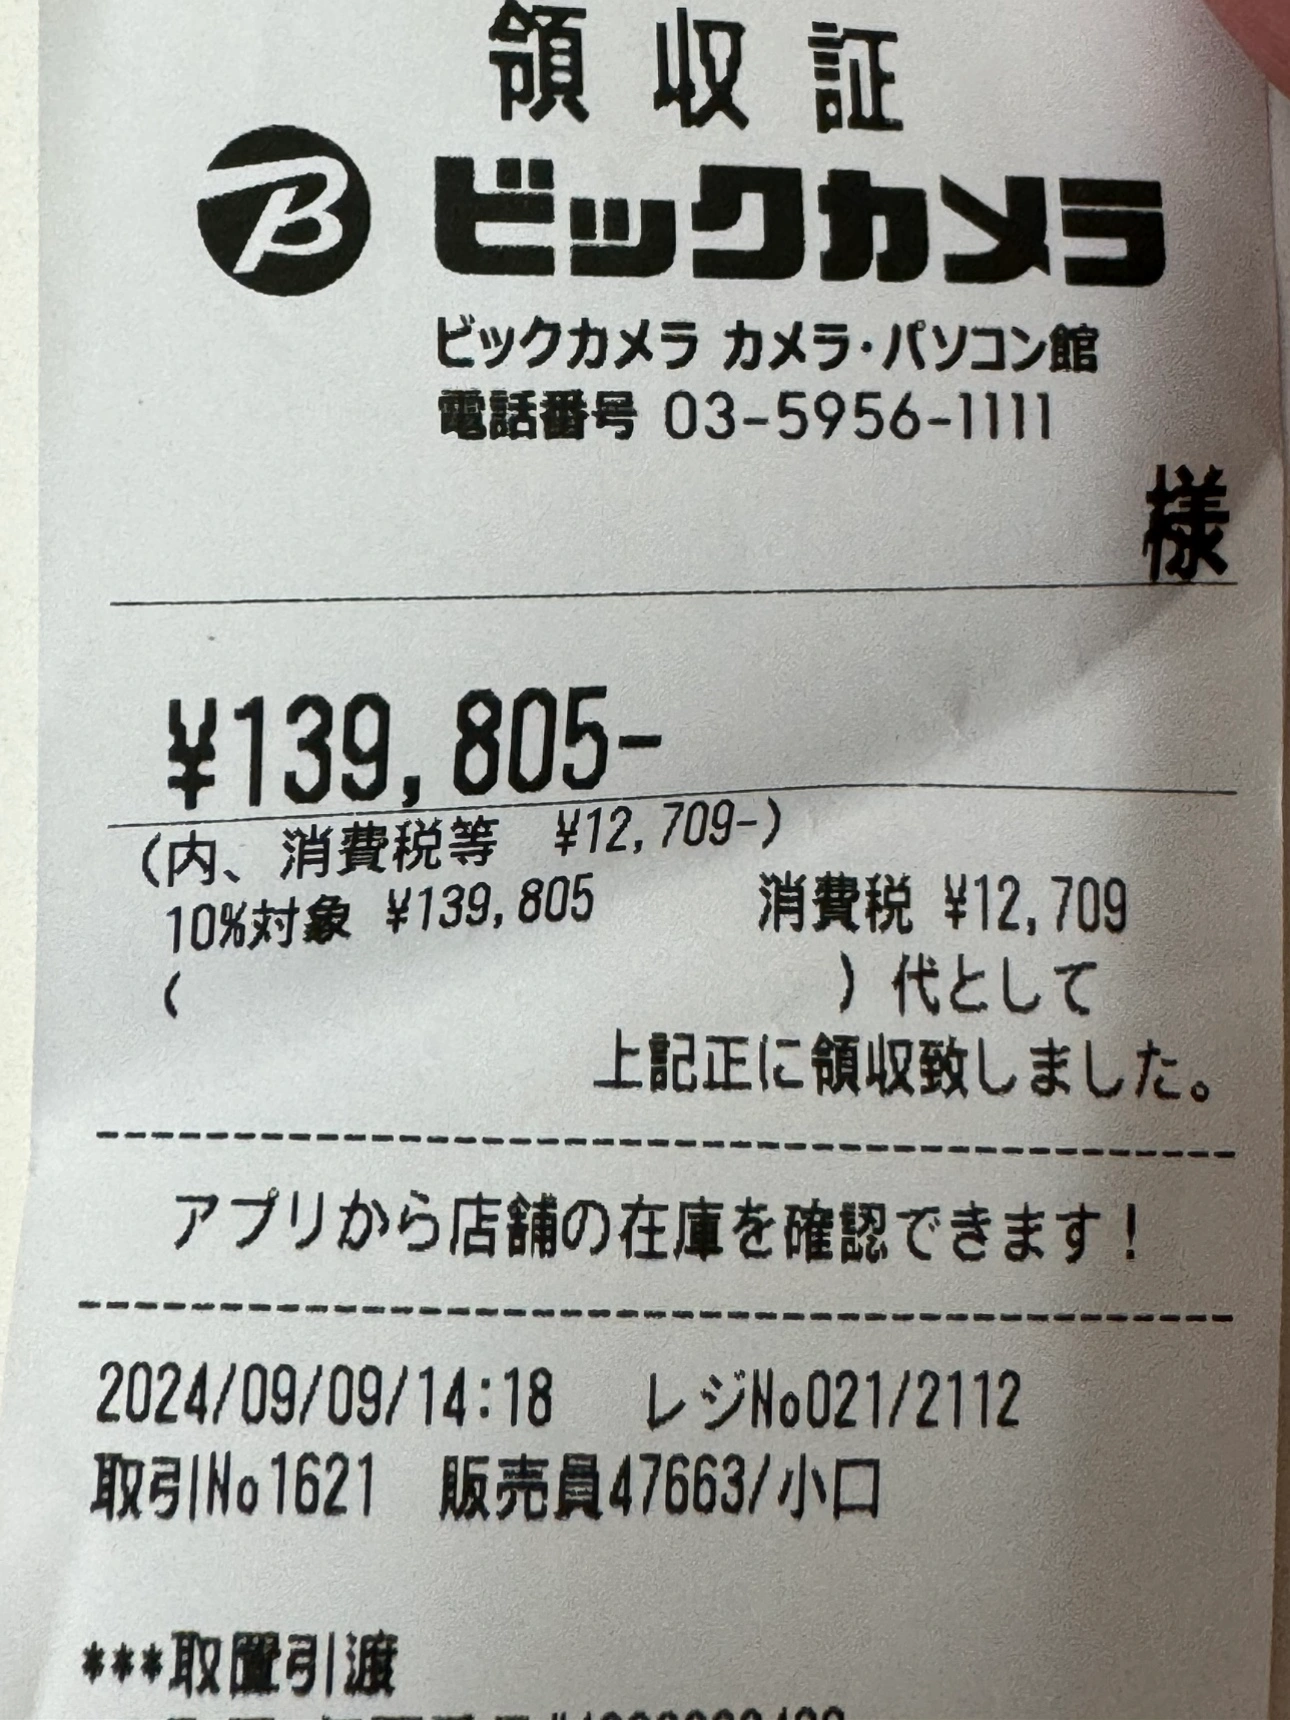 領収証
ビックカメラ
ビックカメラ カメラ・パソコン館
電話番号 03-5956-1111
様
¥139,805-
(内、消費税等 ¥12,709-)
10%対象 ¥139,805 消費税 ¥12,709
( ) 代として
上記正に領収致しました。
アプリから店舗の在庫を確認できます!
2024/09/09/14:18 レジNo021/2112
取引No1621 販売員47663/小口
***取置引渡